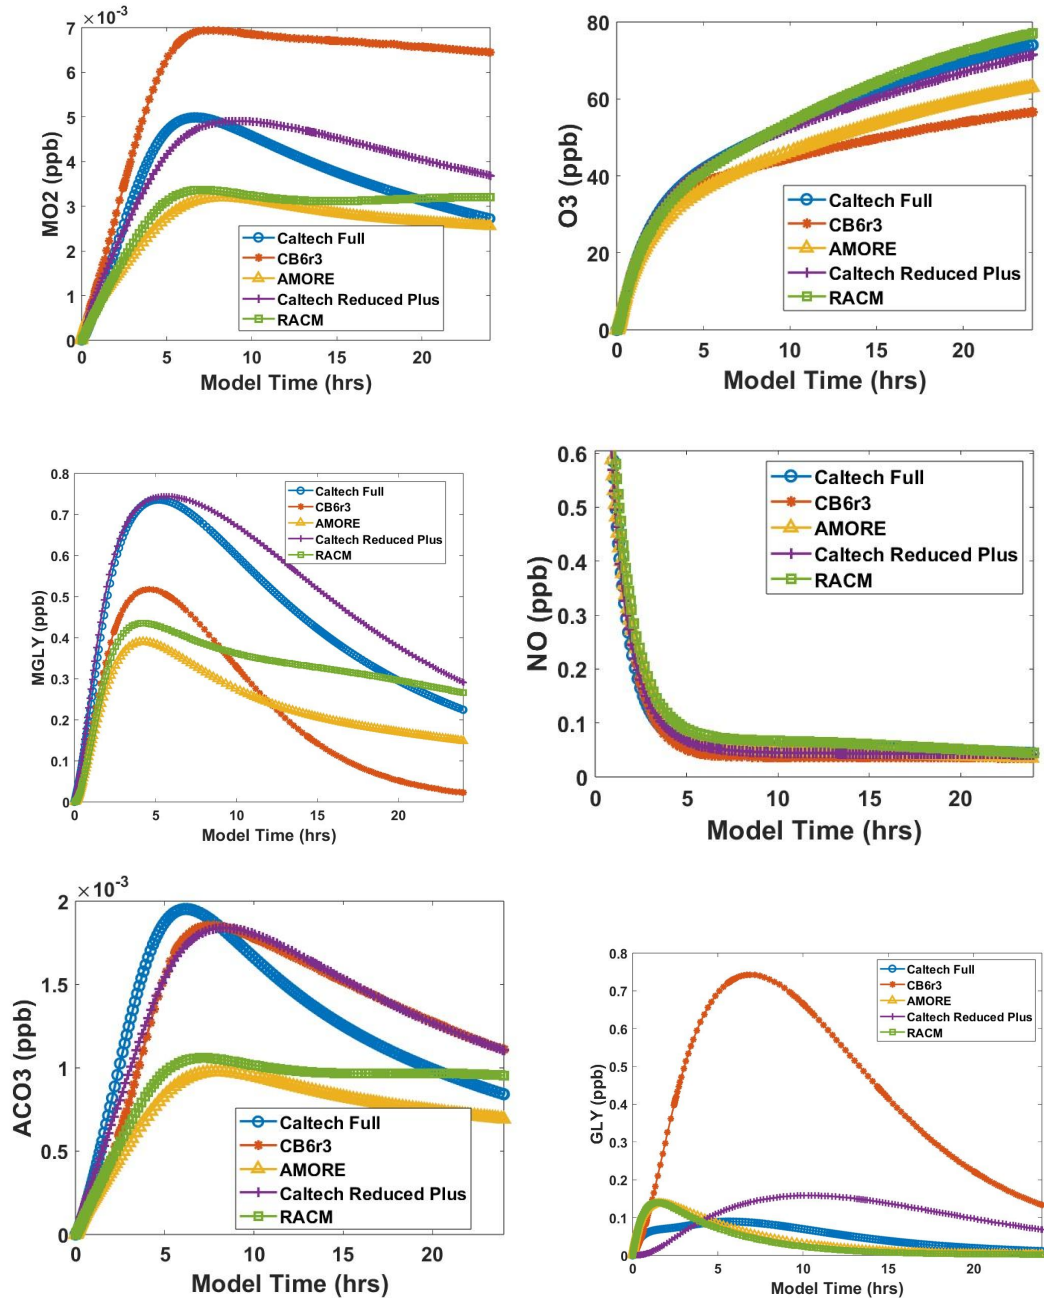 ×10-3
7
6
5
4
3
2
1
0
0 5 10 15 20
MO2 (ppb)
Model Time (hrs)
Caltech Full
CB6r3
AMORE
Caltech Reduced Plus
RACM
80
60
40
20
0
0 5 10 15 20
O3 (ppb)
Model Time (hrs)
Caltech Full
CB6r3
AMORE
Caltech Reduced Plus
RACM
0.8
0.7
0.6
0.5
0.4
0.3
0.2
0.1
0
0 5 10 15 20
MGLY (ppb)
Model Time (hrs)
Caltech Full
CB6r3
AMORE
Caltech Reduced Plus
RACM
0.6
0.5
0.4
0.3
0.2
0.1
0
0 5 10 15 20
NO (ppb)
Model Time (hrs)
Caltech Full
CB6r3
AMORE
Caltech Reduced Plus
RACM
×10-3
2
1.5
1
0.5
0
0 5 10 15 20
ACO3 (ppb)
Model Time (hrs)
Caltech Full
CB6r3
AMORE
Caltech Reduced Plus
RACM
0.8
0.7
0.6
0.5
0.4
0.3
0.2
0.1
0
0 5 10 15 20
GLY (ppb)
Model Time (hrs)
Caltech Full
CB6r3
AMORE
Caltech Reduced Plus
RACM